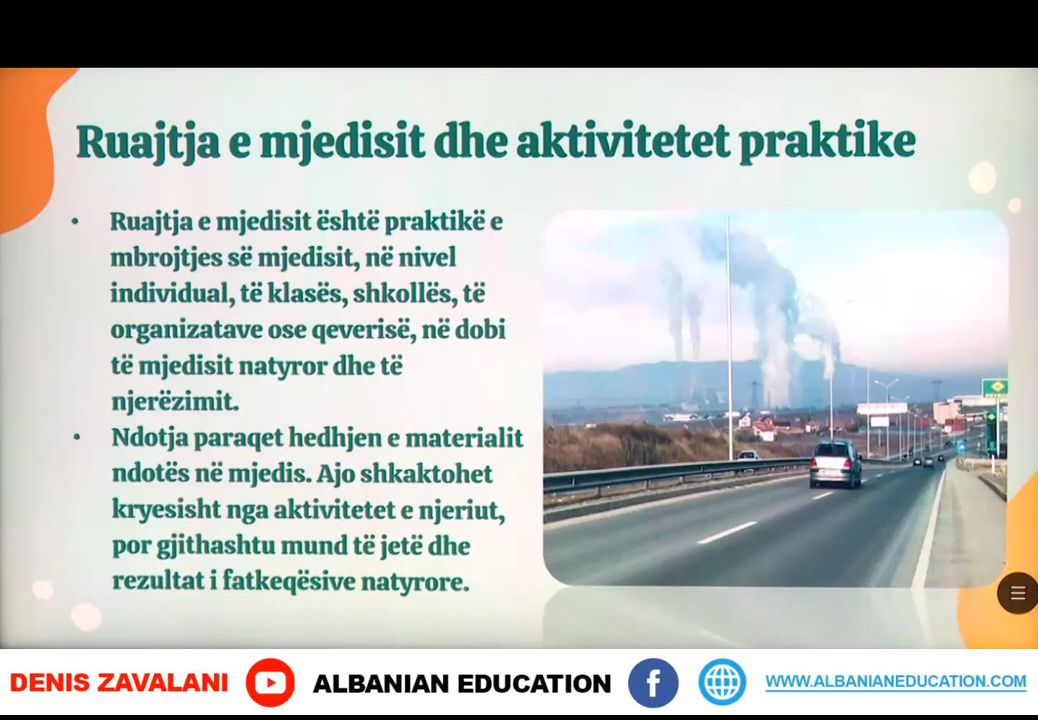 Ruajtja e mjedisit dhe aktivitetet praktike
• Ruajtja e mjedisit është praktikë e
mbrojtjes së mjedisit, në nivel
individual, të klasës, shkollës, të
organizatave ose qeverisë, në dobi
të mjedisit natyror dhe të
njerëzimit.
• Ndotja paraqet hedhjen e materialit
ndotës në mjedis. Ajo shkaktohet
kryesisht nga aktivitetet e njeriut,
por gjithashtu mund të jetë dhe
rezultat i fatkeqësive natyrore.
DENIS ZAVALANI
ALBANIAN EDUCATION
WWW.ALBANIANEDUCATION.COM